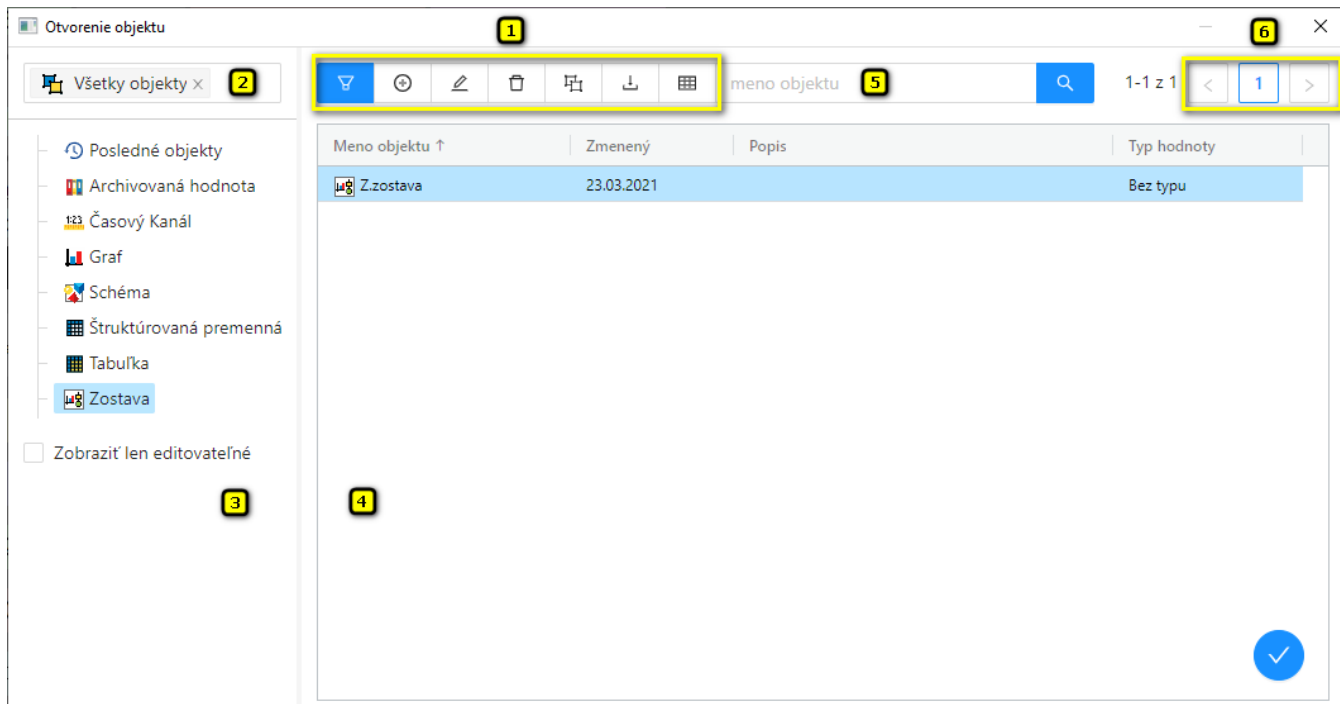 Otvorenie objektu
1
6
Všetky objekty
2
meno objektu
5
1-1 z 1
<
1
>
Posledné objekty
Archivovaná hodnota
1:23 Časový Kanál
Graf
Schéma
Štruktúrovaná premenná
Tabuľka
Zostava
Zobraziť len editovateľné
3
Meno objektu ↑ Zmenený Popis Typ hodnoty
Z.zostava 23.03.2021 Bez typu
4